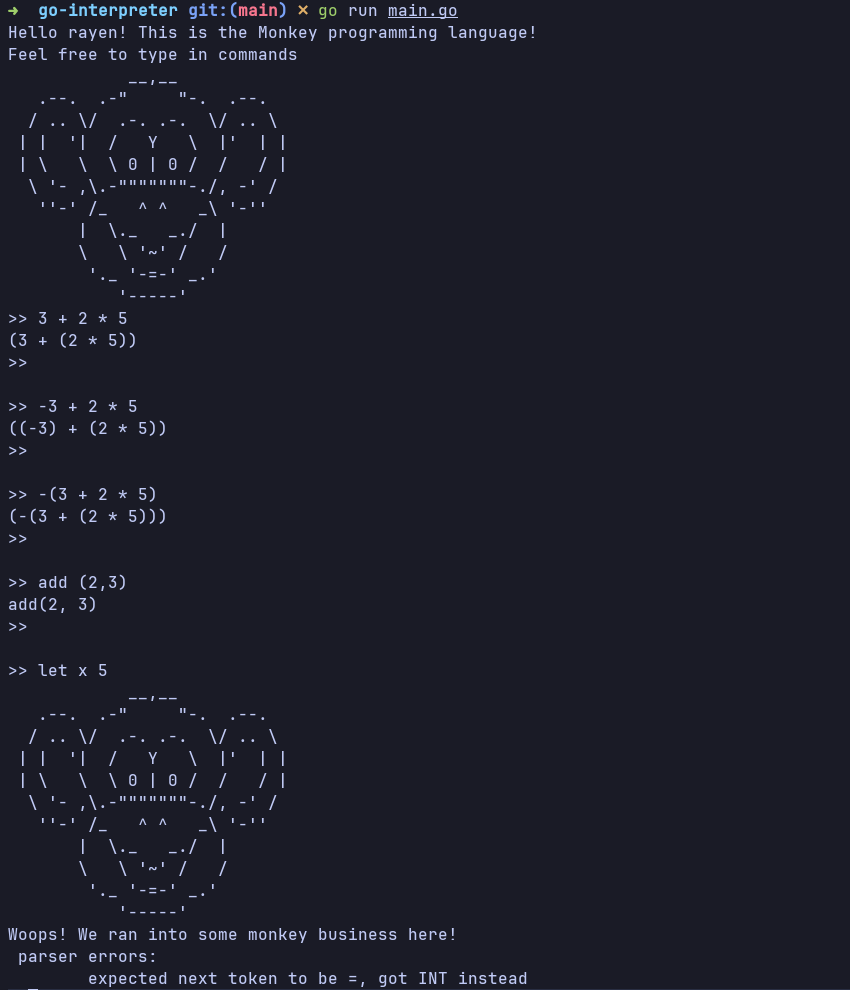 ➜  go-interpreter git:(main) ✗ go run main.go
Hello rayen! This is the Monkey programming language!
Feel free to type in commands
            __,__
   .--.  .-"     "-.  .--.
  / .. \/  .-. .-.  \/ .. \
 | |  '|  /   Y   \  |'  | |
 | \   \  \ 0 | 0 /  /   / |
  \ '- ,\.-"""""""-./, -' /
   ''-' /_   ^ ^   _\ '-''
       |  \._   _./  |
       \   \ '~' /   /
        '._ '-=-' _.'
           '-----'
>> 3 + 2 * 5
(3 + (2 * 5))
>>
>> -3 + 2 * 5
((-3) + (2 * 5))
>>
>> -(3 + 2 * 5)
(-(3 + (2 * 5)))
>>
>> add (2,3)
add(2, 3)
>>
>> let x 5
            __,__
   .--.  .-"     "-.  .--.
  / .. \/  .-. .-.  \/ .. \
 | |  '|  /   Y   \  |'  | |
 | \   \  \ 0 | 0 /  /   / |
  \ '- ,\.-"""""""-./, -' /
   ''-' /_   ^ ^   _\ '-''
       |  \._   _./  |
       \   \ '~' /   /
        '._ '-=-' _.'
           '-----'
Woops! We ran into some monkey business here!
 parser errors:
        expected next token to be =, got INT instead